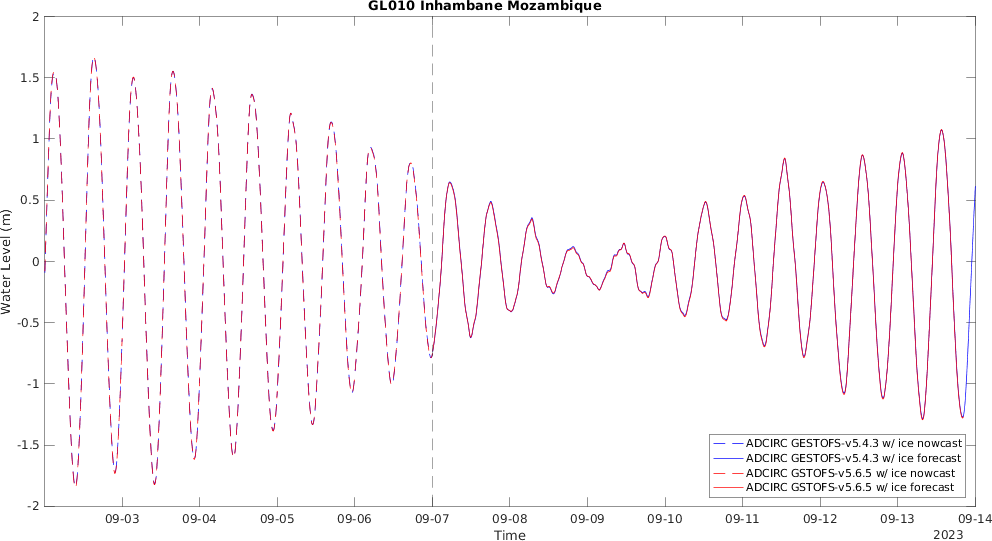 GL010 Inhambane Mozambique
2
1.5
1
0.5
0
-0.5
-1
-1.5
-2
Water Level (m)
ADCIRC GESTOFS-v5.4.3 w/ ice nowcast
ADCIRC GESTOFS-v5.4.3 w/ ice forecast
ADCIRC GSTOFS-v5.6.5 w/ ice nowcast
ADCIRC GSTOFS-v5.6.5 w/ ice forecast
09-03 09-04 09-05 09-06 09-07 09-08 09-09 09-10 09-11 09-12 09-13 09-14
Time
2023